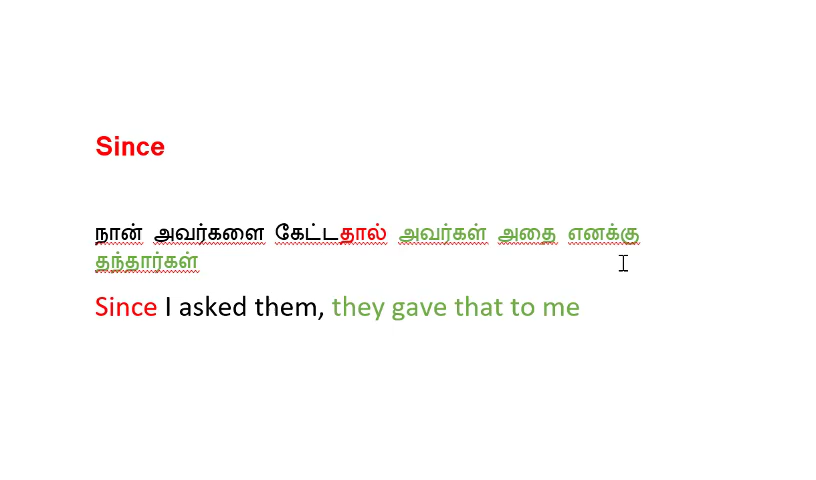 Since
நான் அவர்களை கேட்டதால் அவர்கள் அதை எனக்கு
தந்தார்கள்
Since I asked them, they gave that to me